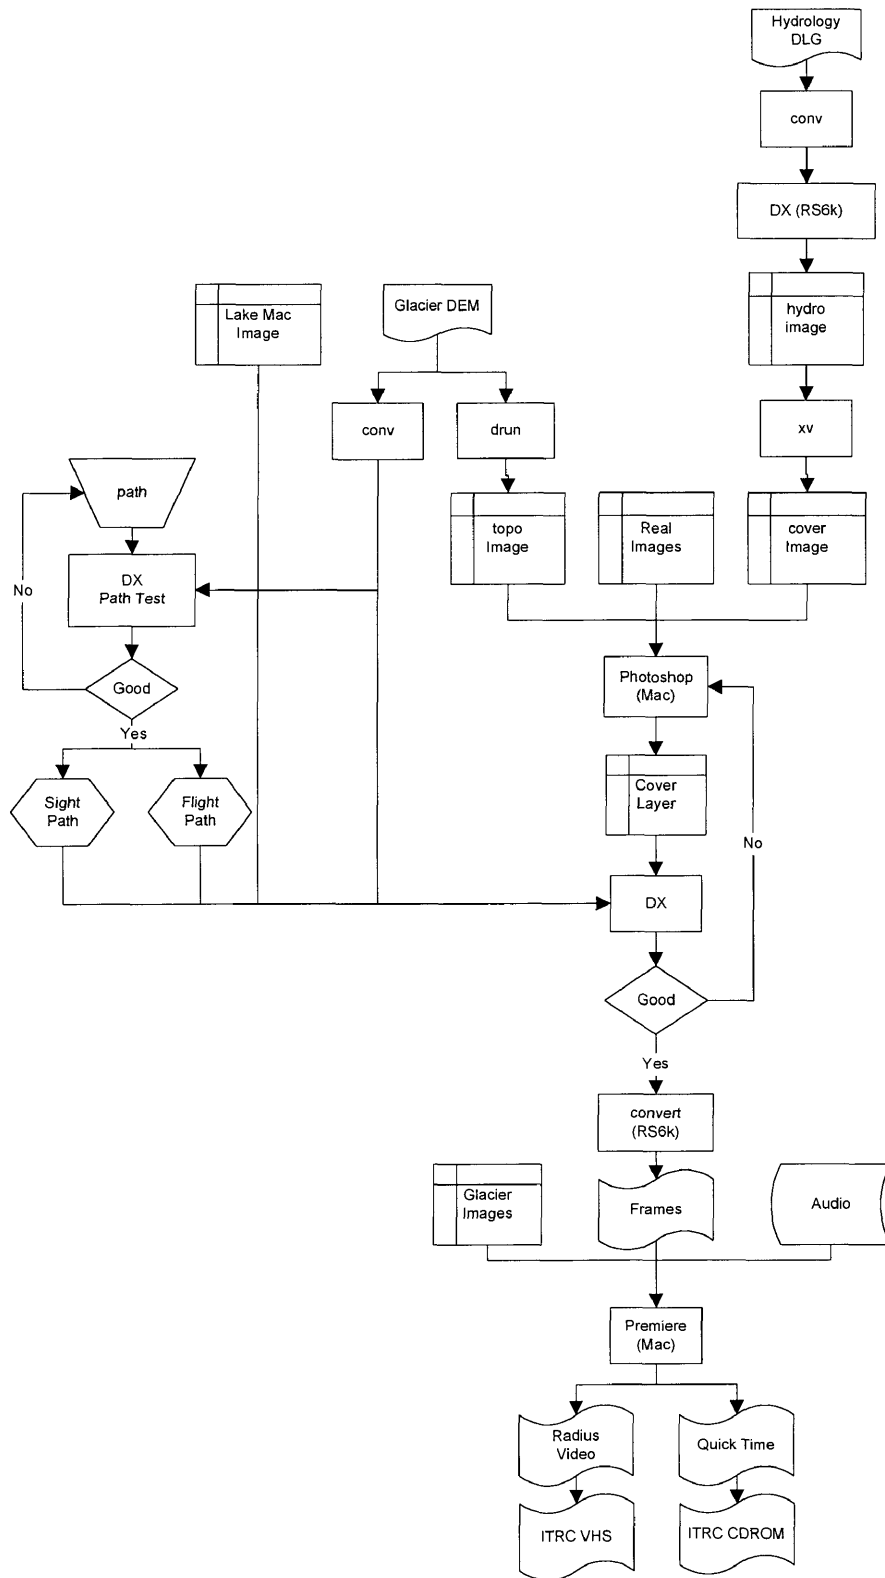 Hydrology
DLG
conv
DX (RS6k)
hydro
image
Lake Mac
Image
Glacier DEM
conv
drun
xv
path
topo
Image
Real
Images
cover
Image
DX
Path Test
No
Good
Yes
Photoshop
(Mac)
Sight
Path
Flight
Path
Cover
Layer
No
DX
Good
Yes
convert
(RS6k)
Glacier
Images
Frames
Audio
Premiere
(Mac)
Radius
Video
Quick Time
ITRC VHS
ITRC CDROM